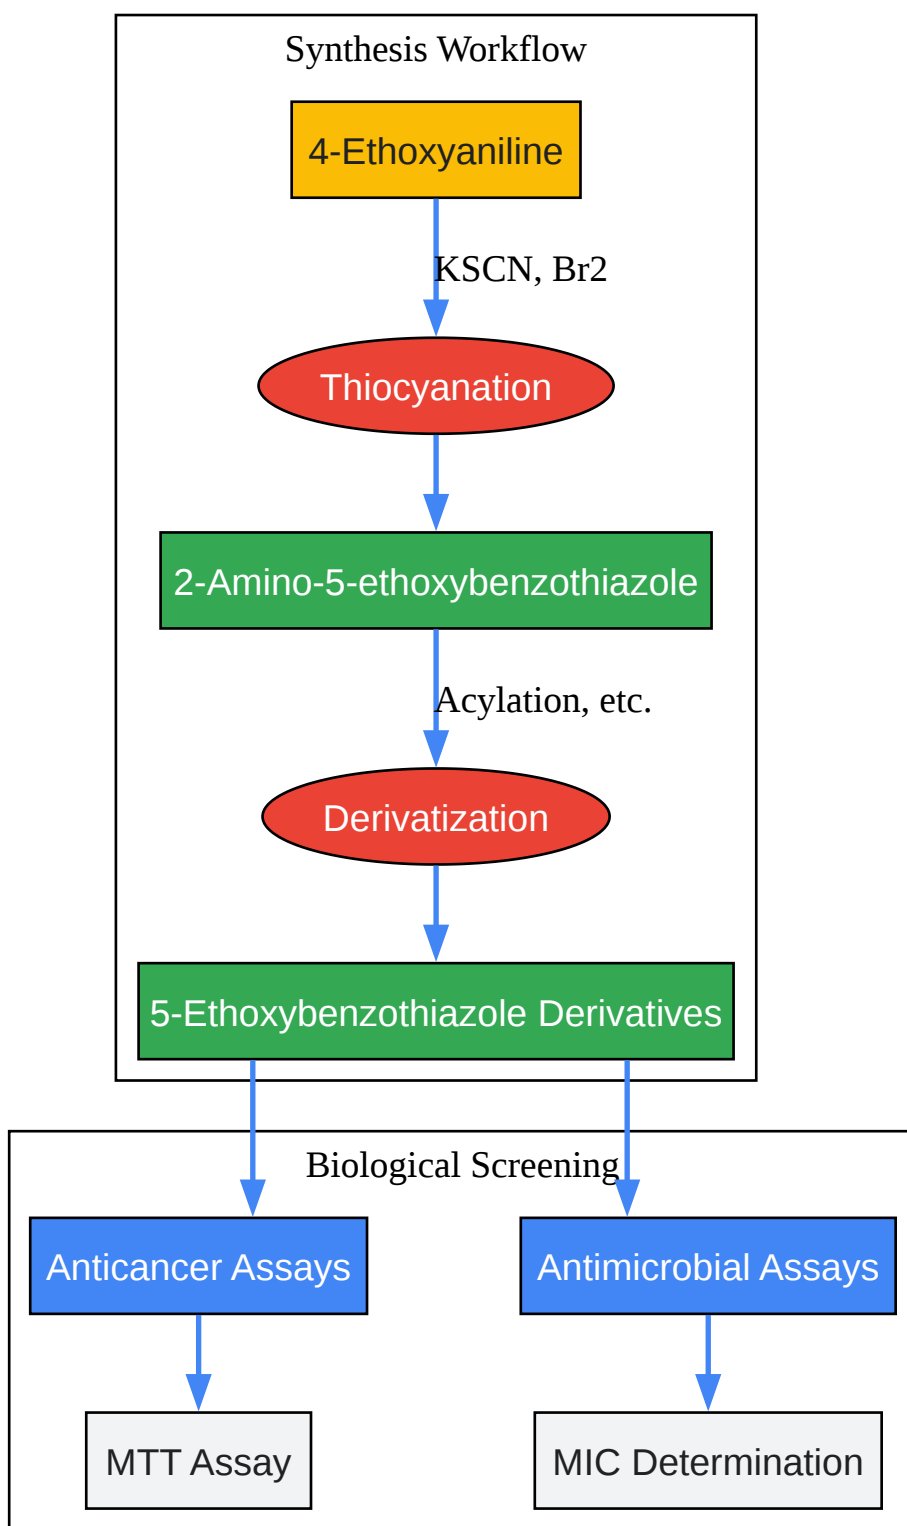 Synthesis Workflow
4-Ethoxyaniline
KSCN, Br2
Thiocyanation
2-Amino-5-ethoxybenzothiazole
Acylation, etc.
Derivatization
5-Ethoxybenzothiazole Derivatives
Biological Screening
Anticancer Assays
Antimicrobial Assays
MTT Assay
MIC Determination